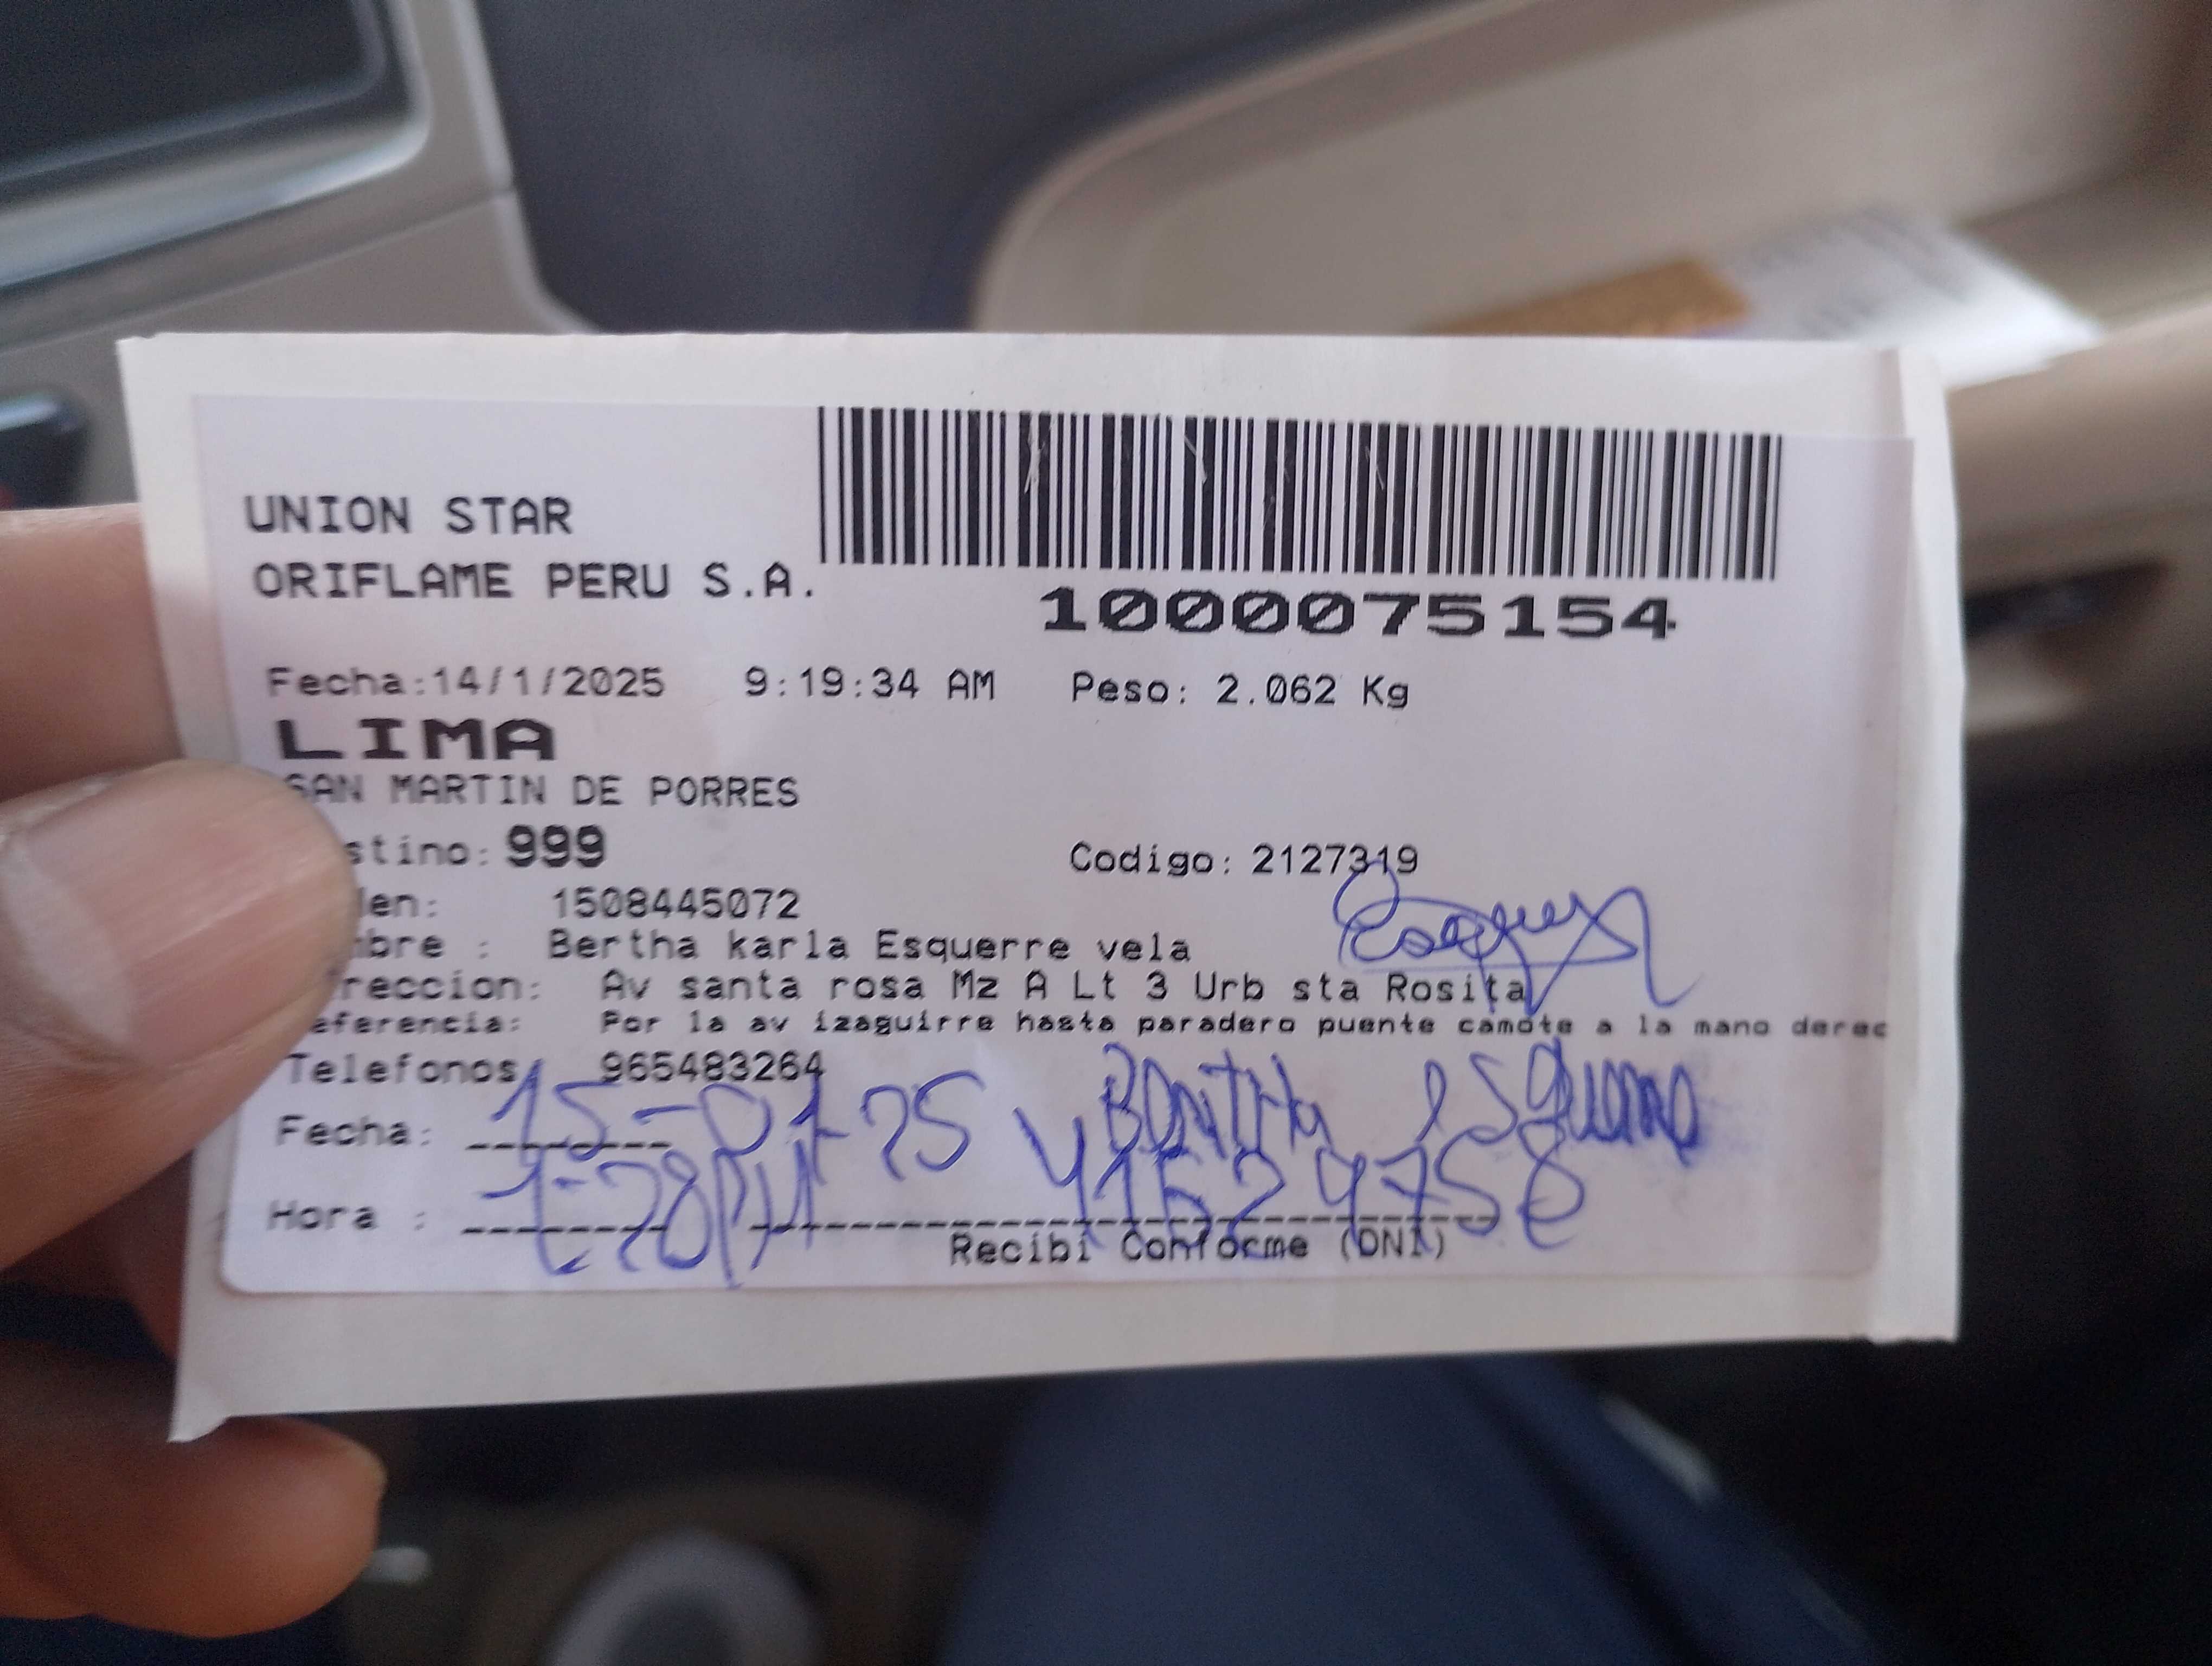 UNION STAR
ORIFLAME PERU S.A.
1000075154
Fecha:14/1/2025 9:19:34 AM Peso: 2.062 Kg
LIMA
SAN MARTIN DE PORRES
stino: 999 Codigo: 2127319
den: 1508445072
mbre : Bertha karla Esquerre vela
reccion: Av santa rosa Mz A Lt 3 Urb sta Rosita
eferencia: Por la av izaguirre hasta paradero puente camote a la mano derec
Telefonos 965483264
Fecha: 15-01-25
Hora : 1-28PM
Recibi Conforme (DNI)